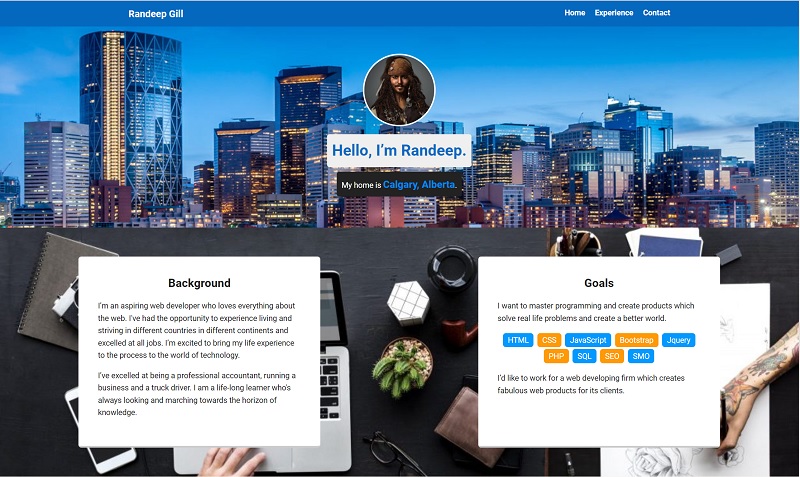 Randeep Gill
Home Experience Contact
Hello, I'm Randeep.
My home is Calgary, Alberta.
Background
I'm an aspiring web developer who loves everything about
the web. I've had the opportunity to experience living and
striving in different countries in different continents and
excelled at all jobs. I'm excited to bring my life experience
to the process to the world of technology.
I've excelled at being a professional accountant, running a
business and a truck driver. I am a life-long learner who's
always looking and marching towards the horizon of
knowledge.
Goals
I want to master programming and create products which
solve real life problems and create a better world.
HTML CSS JavaScript Bootstrap Jquery
PHP SQL SEO SMO
I'd like to work for a web developing firm which creates
fabulous web products for its clients.